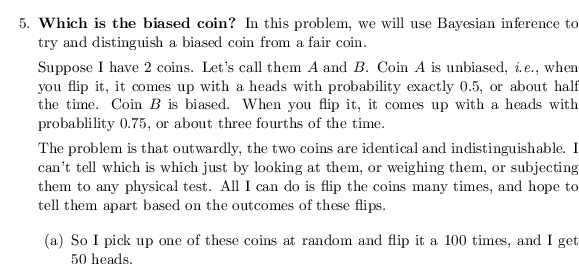 5. Which is the biased coin? In this problem, we will use Bayesian inference to
try and distinguish a biased coin from a fair coin.
Suppose I have 2 coins. Let's call them A and B. Coin A is unbiased, i.e., when
you flip it, it comes up with a heads with probability exactly 0.5, or about half
the time. Coin B is biased. When you flip it, it comes up with a heads with
probablility 0.75, or about three fourths of the time.
The problem is that outwardly, the two coins are identical and indistinguishable. I
can't tell which is which just by looking at them, or weighing them, or subjecting
them to any physical test. All I can do is flip the coins many times, and hope to
tell them apart based on the outcomes of these flips.
(a) So I pick up one of these coins at random and flip it a 100 times, and I get
50 heads.